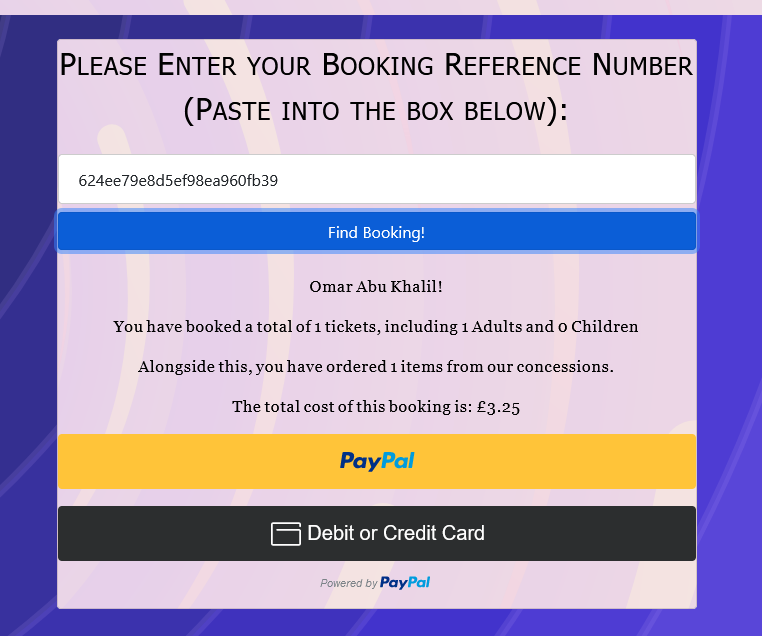 Please Enter your Booking Reference Number
(Paste into the box below):
624ee79e8d5ef98ea960fb39
Find Booking!
Omar Abu Khalil!
You have booked a total of 1 tickets, including 1 Adults and 0 Children
Alongside this, you have ordered 1 items from our concessions.
The total cost of this booking is: £3.25
PayPal
Debit or Credit Card
Powered by PayPal